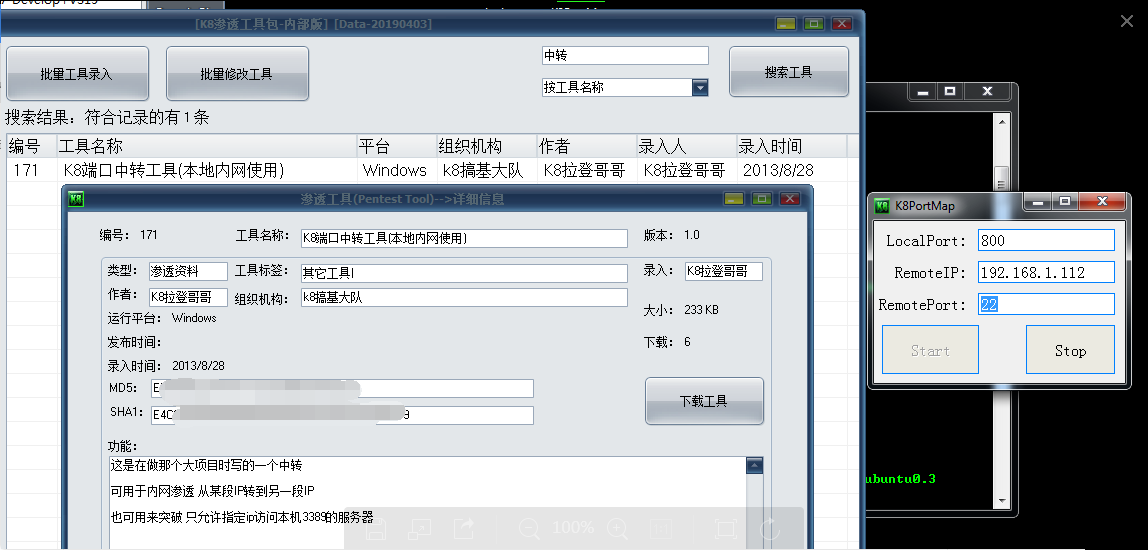 [K8渗透工具包-内部版] [Data-20190403]
批量工具录入 批量修改工具 中转 搜索工具
按工具名称
搜索结果：符合记录的有1条
编号 工具名称 平台 组织机构 作者 录入人 录入时间
171 K8端口中转工具(本地内网使用) Windows k8搞基大队 K8拉登哥哥 K8拉登哥哥 2013/8/28
渗透工具(Pentest Tool)-->详细信息
编号： 171 工具名称： K8端口中转工具(本地内网使用) 版本： 1.0
类型： 渗透资料 工具标签： 其它工具| 录入： K8拉登哥哥
作者： K8拉登哥哥 组织机构： k8搞基大队
运行平台： Windows 大小： 233 KB
发布时间： 下载： 6
录入时间： 2013/8/28
MD5：
SHA1： E4C 9
下载工具
功能：
这是在做那个大项目时写的一个中转
可用于内网渗透 从某段IP转到另一段IP
也可用来突破 只允许指定ip访问本机3389的服务器
100%
K8PortMap
LocalPort: 800
RemoteIP: 192.168.1.112
RemotePort: 22
Start Stop
ubuntu0.3